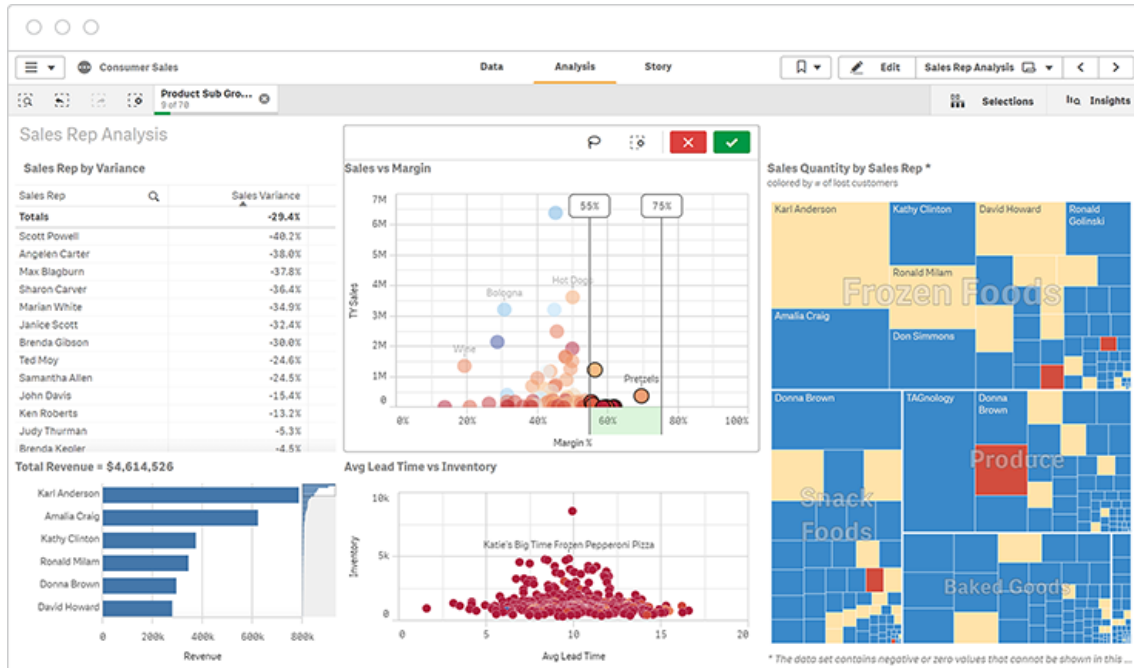 Consumer Sales
Data
Analysis
Story
Edit
Sales Rep Analysis
Product Sub Gro...
9 of 70
Selections
Insights
Sales Rep Analysis
Sales Rep by Variance
Sales Rep Sales Variance
Totals -29.4%
Scott Powell -40.2%
Angelen Carter -38.0%
Max Blagburn -37.8%
Sharon Carver -36.4%
Marian White -34.9%
Janice Scott -32.4%
Brenda Gibson -30.0%
Ted Moy -24.6%
Samantha Allen -24.5%
John Davis -15.4%
Ken Roberts -13.2%
Judy Thurman -5.3%
Brenda Kegler -4.5%
Sales vs Margin
55%
75%
7M
6M
5M
4M
3M
2M
1M
0
TY Sales
Hot Dogs
Bologna
Wine
Pretzels
0% 20% 40% 60% 80% 100%
Margin %
Sales Quantity by Sales Rep *
colored by # of lost customers
Karl Anderson
Kathy Clinton
David Howard
Ronald
Golinski
Ronald Milam
Frozen Foods
Amalia Craig
Don Simmons
Donna Brown
TAGnology
Donna
Brown
Produce
Snack
Foods
Baked Goods
* The data set contains negative or zero values that cannot be shown in this ...
Total Revenue = $4,614,526
Karl Anderson
Amalia Craig
Kathy Clinton
Ronald Milam
Donna Brown
David Howard
0 200k 400k 600k 800k
Revenue
Avg Lead Time vs Inventory
10k
5k
0
Inventory
Katie's Big Time Frozen Pepperoni Pizza
0 5 10 15 20
Avg Lead Time